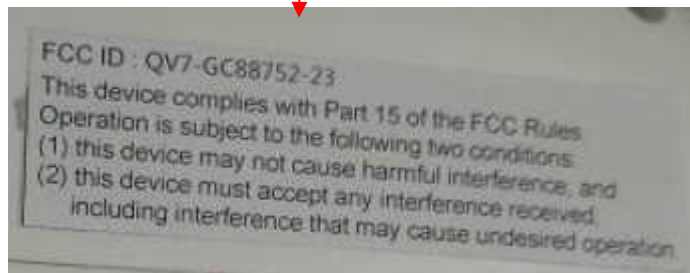 FCC ID : QV7-GC88752-23
This device complies with Part 15 of the FCC Rules
Operation is subject to the following two conditions:
(1) this device may not cause harmful interference, and
(2) this device must accept any interference received,
including interference that may cause undesired operation.